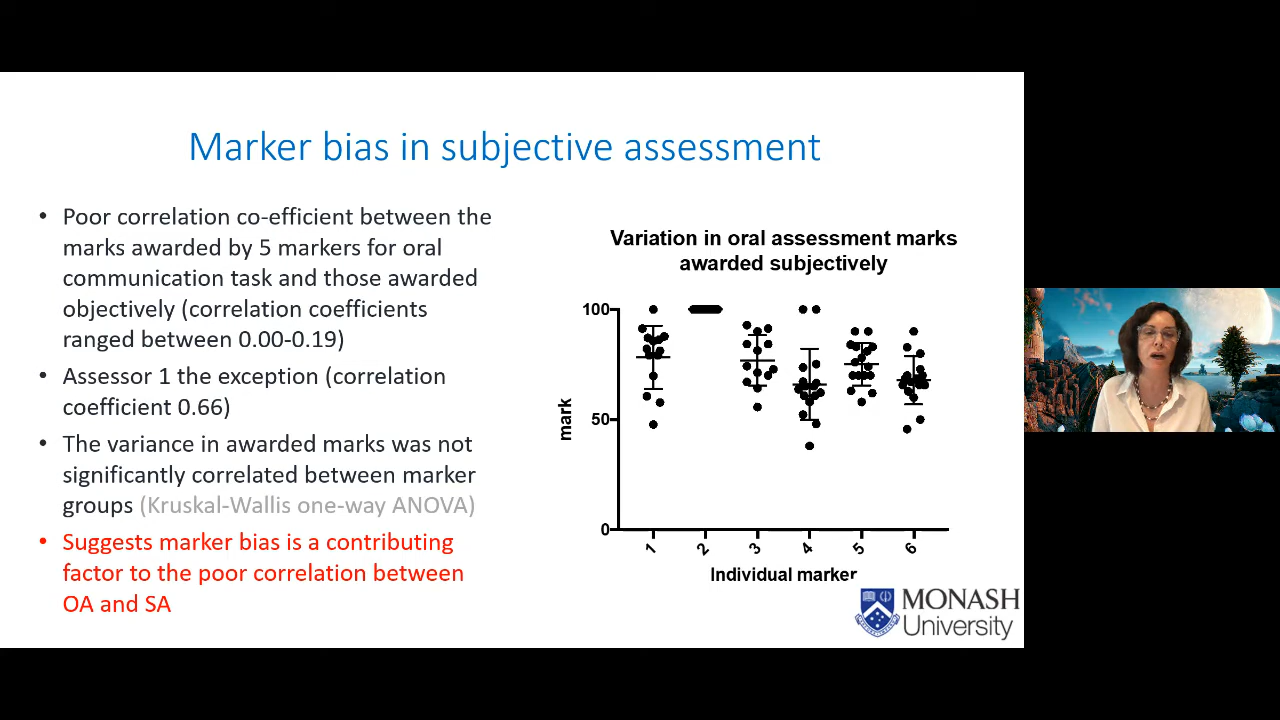 Marker bias in subjective assessment
• Poor correlation co-efficient between the
marks awarded by 5 markers for oral
communication task and those awarded
objectively (correlation coefficients
ranged between 0.00-0.19)
• Assessor 1 the exception (correlation
coefficient 0.66)
• The variance in awarded marks was not
significantly correlated between marker
groups (Kruskal-Wallis one-way ANOVA)
• Suggests marker bias is a contributing
factor to the poor correlation between
OA and SA
Variation in oral assessment marks
awarded subjectively
100
50
0
mark
1 2 3 4 5 6
Individual marker
MONASH
University